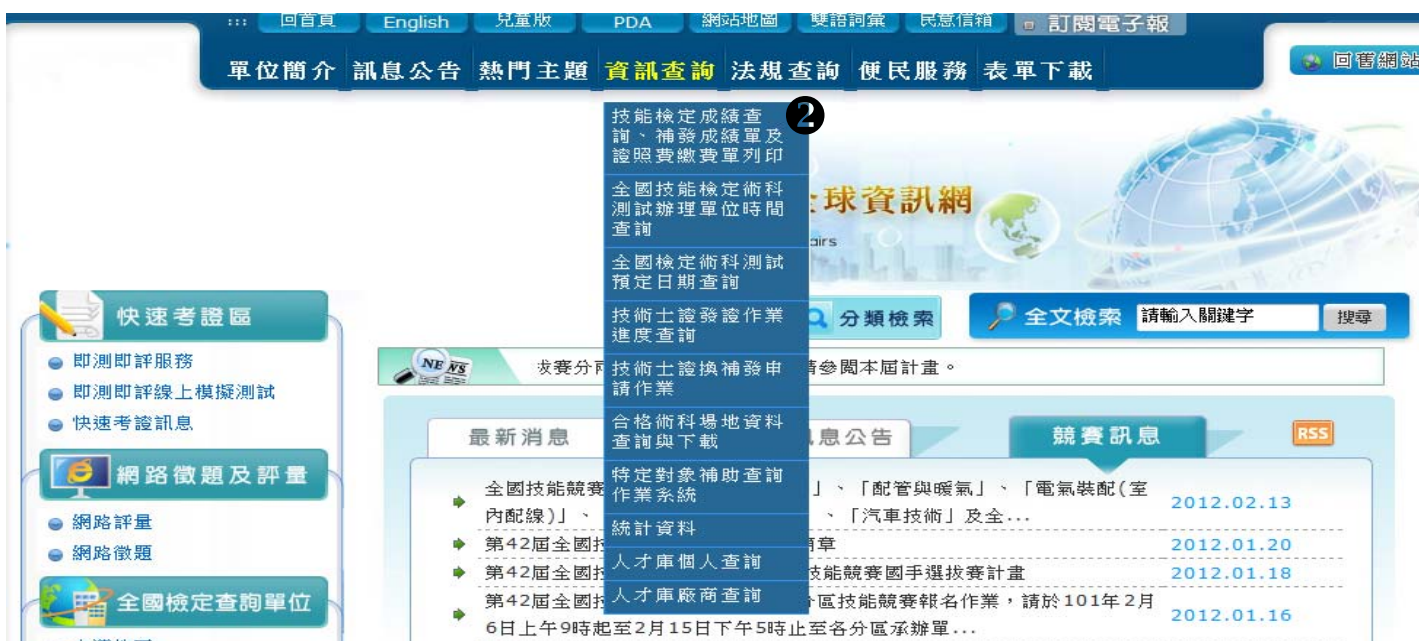 ::: 回首頁 English 兒童版 PDA 網站地圖 雙語詞彙 民意信箱 訂閱電子報
單位簡介 訊息公告 熱門主題 資訊查詢 法規查詢 便民服務 表單下載
回舊網站
技能檢定成績查
詢、補發成績單及
證照費繳費單列印
2
全國技能檢定術科
測試辦理單位時間
查詢
全國檢定術科測試
預定日期查詢
技術士證發證作業
進度查詢
技術士證換補發申
請作業
合格術科場地資料
查詢與下載
特定對象補助查詢
作業系統
統計資料
人才庫個人查詢
人才庫廠商查詢
球資訊網
airs
分類檢索
全文檢索 請輸入關鍵字 搜尋
快速考證區
即測即評服務
即測即評線上模擬測試
快速考證訊息
網路徵題及評量
網路評量
網路徵題
全國檢定查詢單位
NEWS
賽分
參閱本屆計畫。
最新消息
息公告
競賽訊息
RSS
全國技能競賽 」、「配管與暖氣」、「電氣裝配(室
內配線)」、 、「汽車技術」及全... 2012.02.13
第42屆全國技 簡章 2012.01.20
第42屆全國技 技能競賽國手選拔賽計畫 2012.01.18
第42屆全國技 分區技能競賽報名作業，請於101年2月
6日上午9時起至2月15日下午5時止至各分區承辦單... 2012.01.16